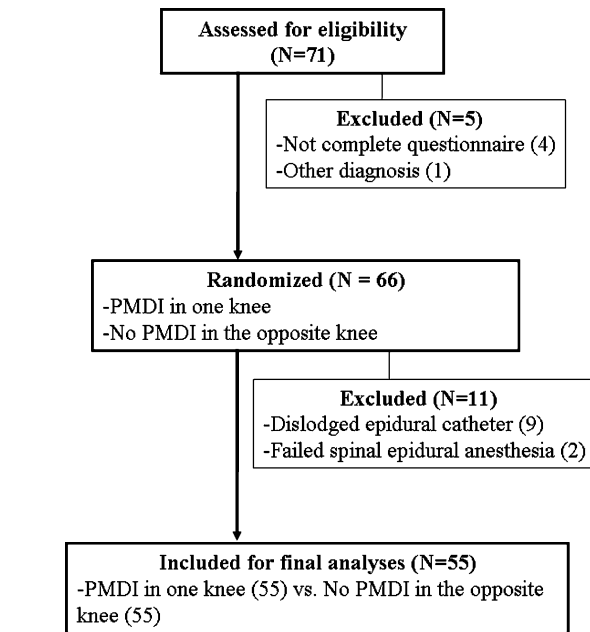 Assessed for eligibility
(N=71)
Excluded (N=5)
-Not complete questionnaire (4)
-Other diagnosis (1)
Randomized (N = 66)
-PMDI in one knee
-No PMDI in the opposite knee
Excluded (N=11)
-Dislodged epidural catheter (9)
-Failed spinal epidural anesthesia (2)
Included for final analyses (N=55)
-PMDI in one knee (55) vs. No PMDI in the opposite
knee (55)